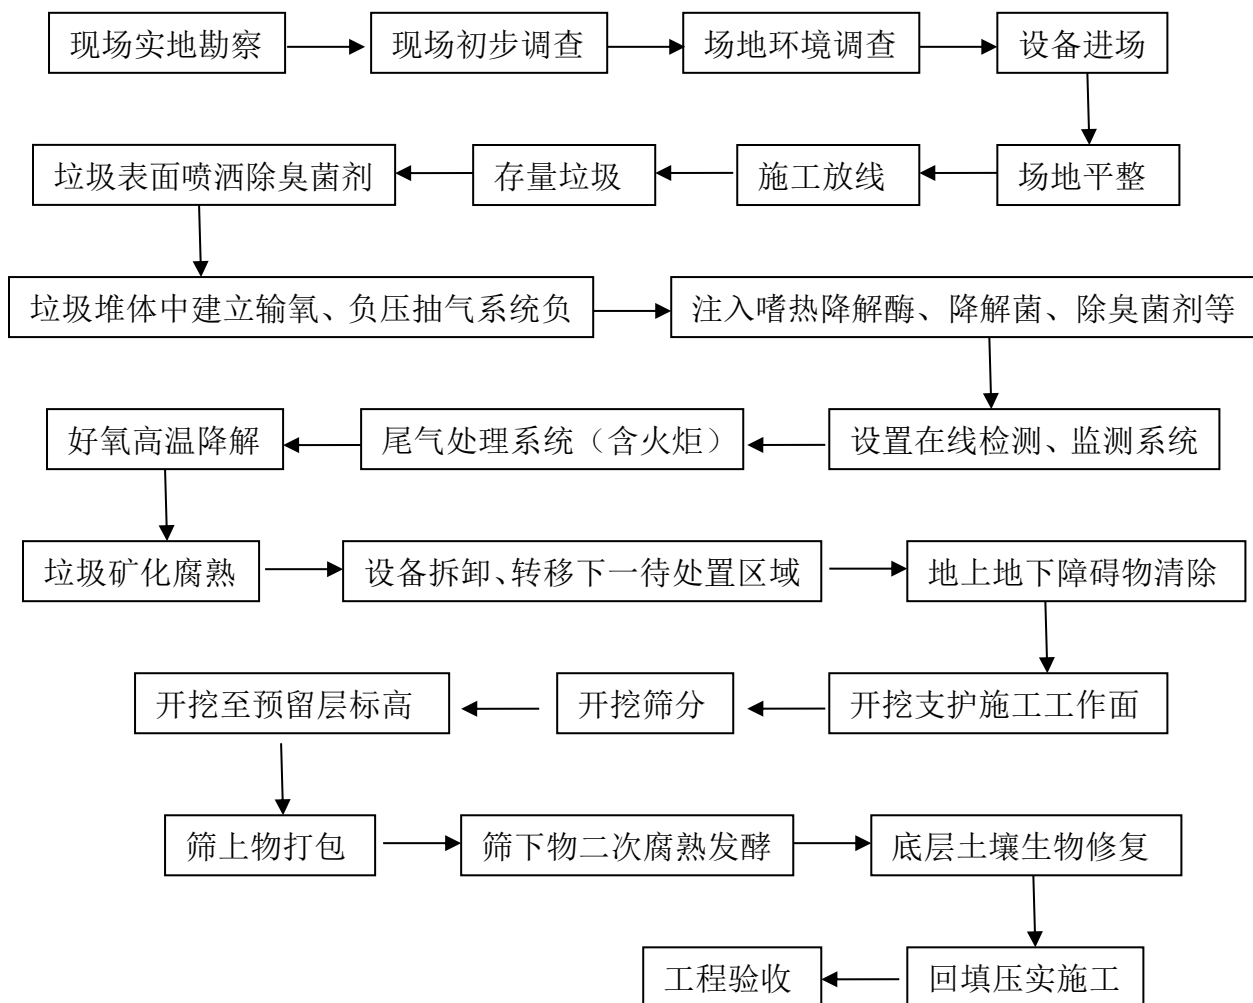 现场实地勘察
现场初步调查
场地环境调查
设备进场
垃圾表面喷洒除臭菌剂
存量垃圾
施工放线
场地平整
垃圾堆体中建立输氧、负压抽气系统负
注入嗜热降解酶、降解菌、除臭菌剂等
好氧高温降解
尾气处理系统（含火炬）
设置在线检测、监测系统
垃圾矿化腐熟
设备拆卸、转移下一待处置区域
地上地下障碍物清除
开挖至预留层标高
开挖筛分
开挖支护施工工作面
筛上物打包
筛下物二次腐熟发酵
底层土壤生物修复
工程验收
回填压实施工